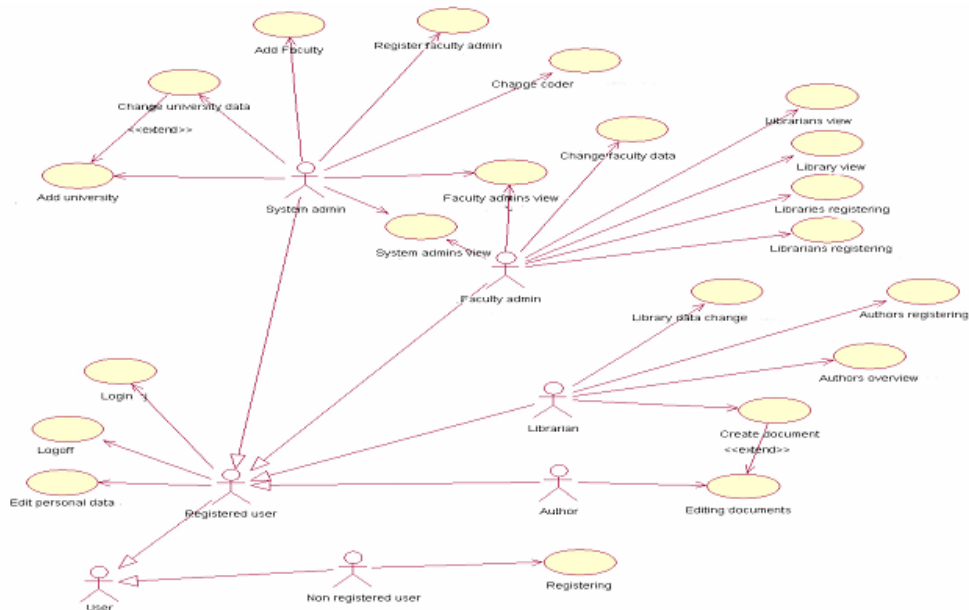 Add Faculty
Register faculty admin
Change coder
Change university data
<<extend>>
Librarians view
Change faculty data
Library view
Add university
System admin
Faculty admins view
Libraries registering
System admins view
Librarians registering
Faculty admin
Library data change
Authors registering
Authors overview
Login
Librarian
Create document
<<extend>>
Logoff
Edit personal data
Registered user
Author
Editing documents
User
Non registered user
Registering